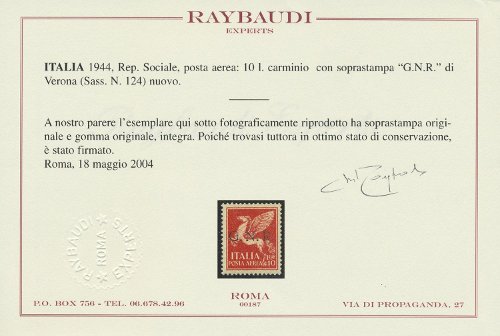 RAYBAUDI
EXPERTS
ITALIA 1944, Rep. Sociale, posta aerea: 10 l. carminio con soprastampa “G.N.R.” di
Verona (Sass. N. 124) nuovo.
A nostro parere l'esemplare qui sotto fotograficamente riprodotto ha soprastampa origi-
nale e gomma originale, integra. Poiché trovasi tuttora in ottimo stato di conservazione,
è stato firmato.
Roma, 18 maggio 2004
RAYBAUDI
ROMA
EXPERTS
ITALIA
POSTA AEREA
10
ROMA
00187
P.O. BOX 756 - TEL. 06.678.42.96
VIA DI PROPAGANDA, 27